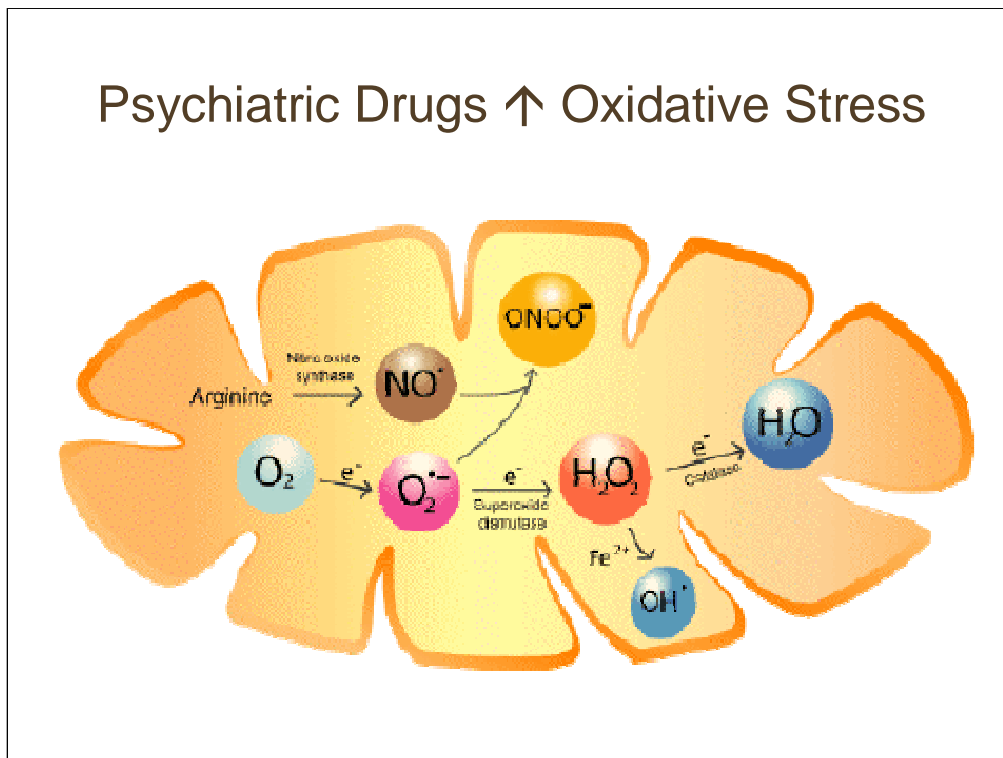 Psychiatric Drugs ↑ Oxidative Stress
ONOO⁻
Nitric oxide
synthase
NO•
Arginine
H₂O
O₂
e⁻
O₂•⁻
e⁻
Superoxide
dismutase
H₂O₂
e⁻
Catalase
Fe²⁺
OH•